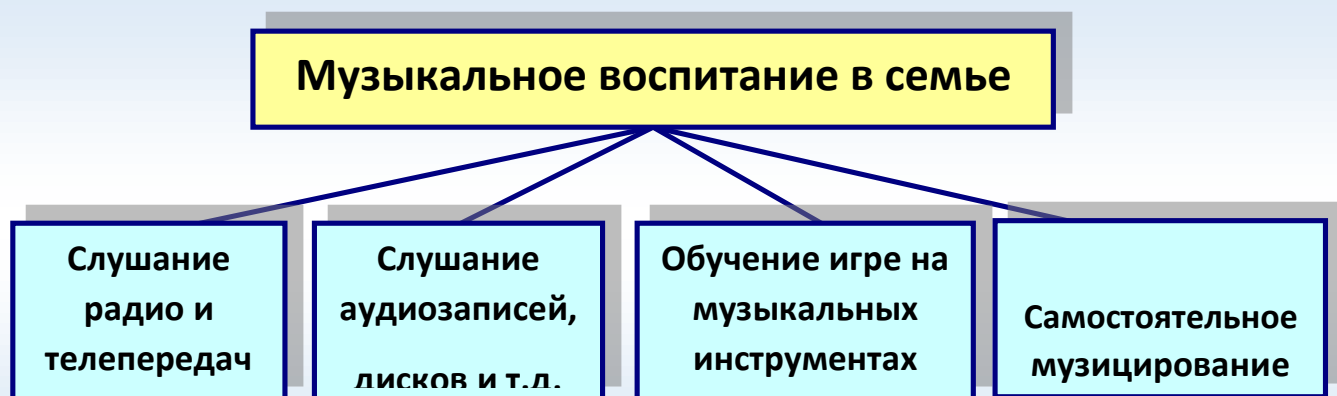 Музыкальное воспитание в семье
Слушание
радио и
телепередач
Слушание
аудиозаписей,
дисков и т.д.
Обучение игре на
музыкальных
инструментах
Самостоятельное
музицирование